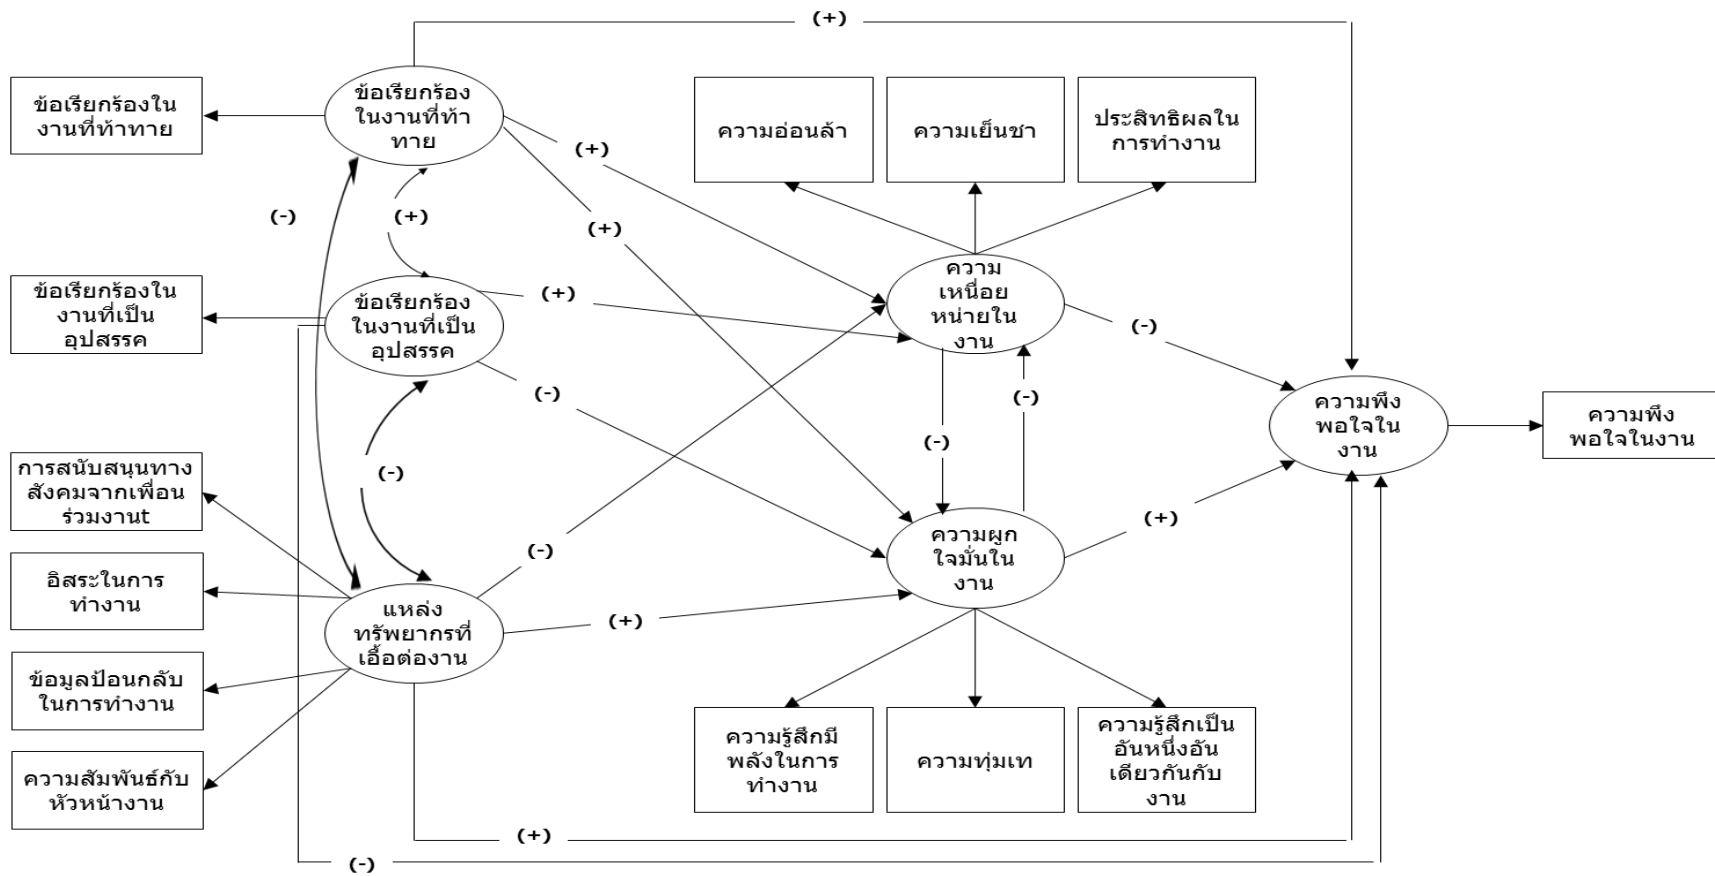 (+)
ข้อเรียกร้องใน
งานที่ท้าทาย
ข้อเรียกร้อง
ในงานที่ท้า
ทาย
ความอ่อนล้า
ความเย็นชา
ประสิทธิผลใน
การทำงาน
(+)
(-)
(+)
(+)
ข้อเรียกร้องใน
งานที่เป็น
อุปสรรค
ข้อเรียกร้อง
ในงานที่เป็น
อุปสรรค
(+)
ความ
เหนื่อย
หน่ายใน
งาน
(-)
(-)
(-)
ความพึง
พอใจใน
งาน
ความพึง
พอใจในงาน
(-)
(-)
การสนับสนุนทาง
สังคมจากเพื่อน
ร่วมงานt
(+)
ความผูก
ใจมั่นใน
งาน
(-)
อิสระในการ
ทำงาน
แหล่ง
ทรัพยากรที่
เอื้อต่องาน
(+)
ข้อมูลป้อนกลับ
ในการทำงาน
ความสัมพันธ์กับ
หัวหน้างาน
ความรู้สึกมี
พลังในการ
ทำงาน
ความทุ่มเท
ความรู้สึกเป็น
อันหนึ่งอัน
เดียวกันกับ
งาน
(+)
(-)